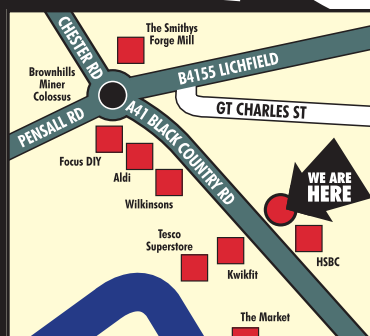 The Smithys
Forge Mill
CHESTER RD
B4155 LICHFIELD
Brownhills
Miner
Colossus
GT CHARLES ST
PENSALL RD
A41 BLACK COUNTRY RD
Focus DIY
Aldi
Wilkinsons
WE ARE
HERE
Tesco
Superstore
Kwikfit
HSBC
The Market